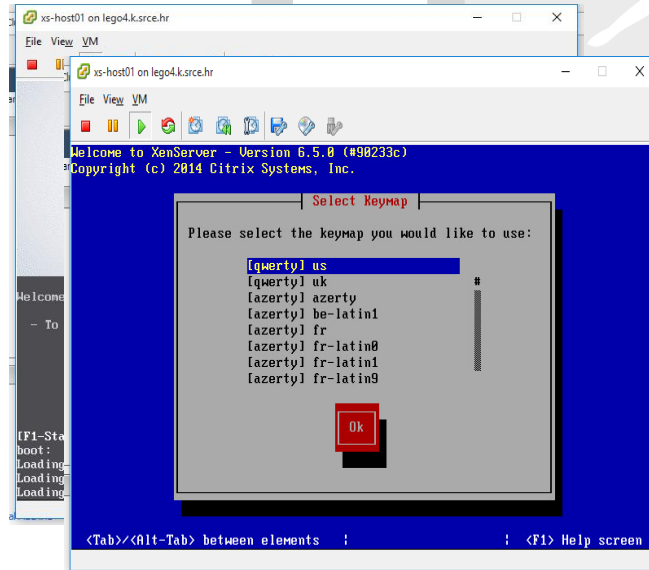 xs-host01 on lego4.k.srce.hr
File View VM
xs-host01 on lego4.k.srce.hr
File View VM
Welcome to XenServer - Version 6.5.0 (#90233c)
Copyright (c) 2014 Citrix Systems, Inc.
Select Keymap
Please select the keymap you would like to use:
[qwerty] us
[qwerty] uk
[azerty] azerty
[azerty] be-latin1
[azerty] fr
[azerty] fr-latin0
[azerty] fr-latin1
[azerty] fr-latin9
Ok
<Tab>/<Alt-Tab> between elements ¦ ¦ <F1> Help screen
Welcome
- To
[F1-Sta
boot:
Loading
Loading
Loading